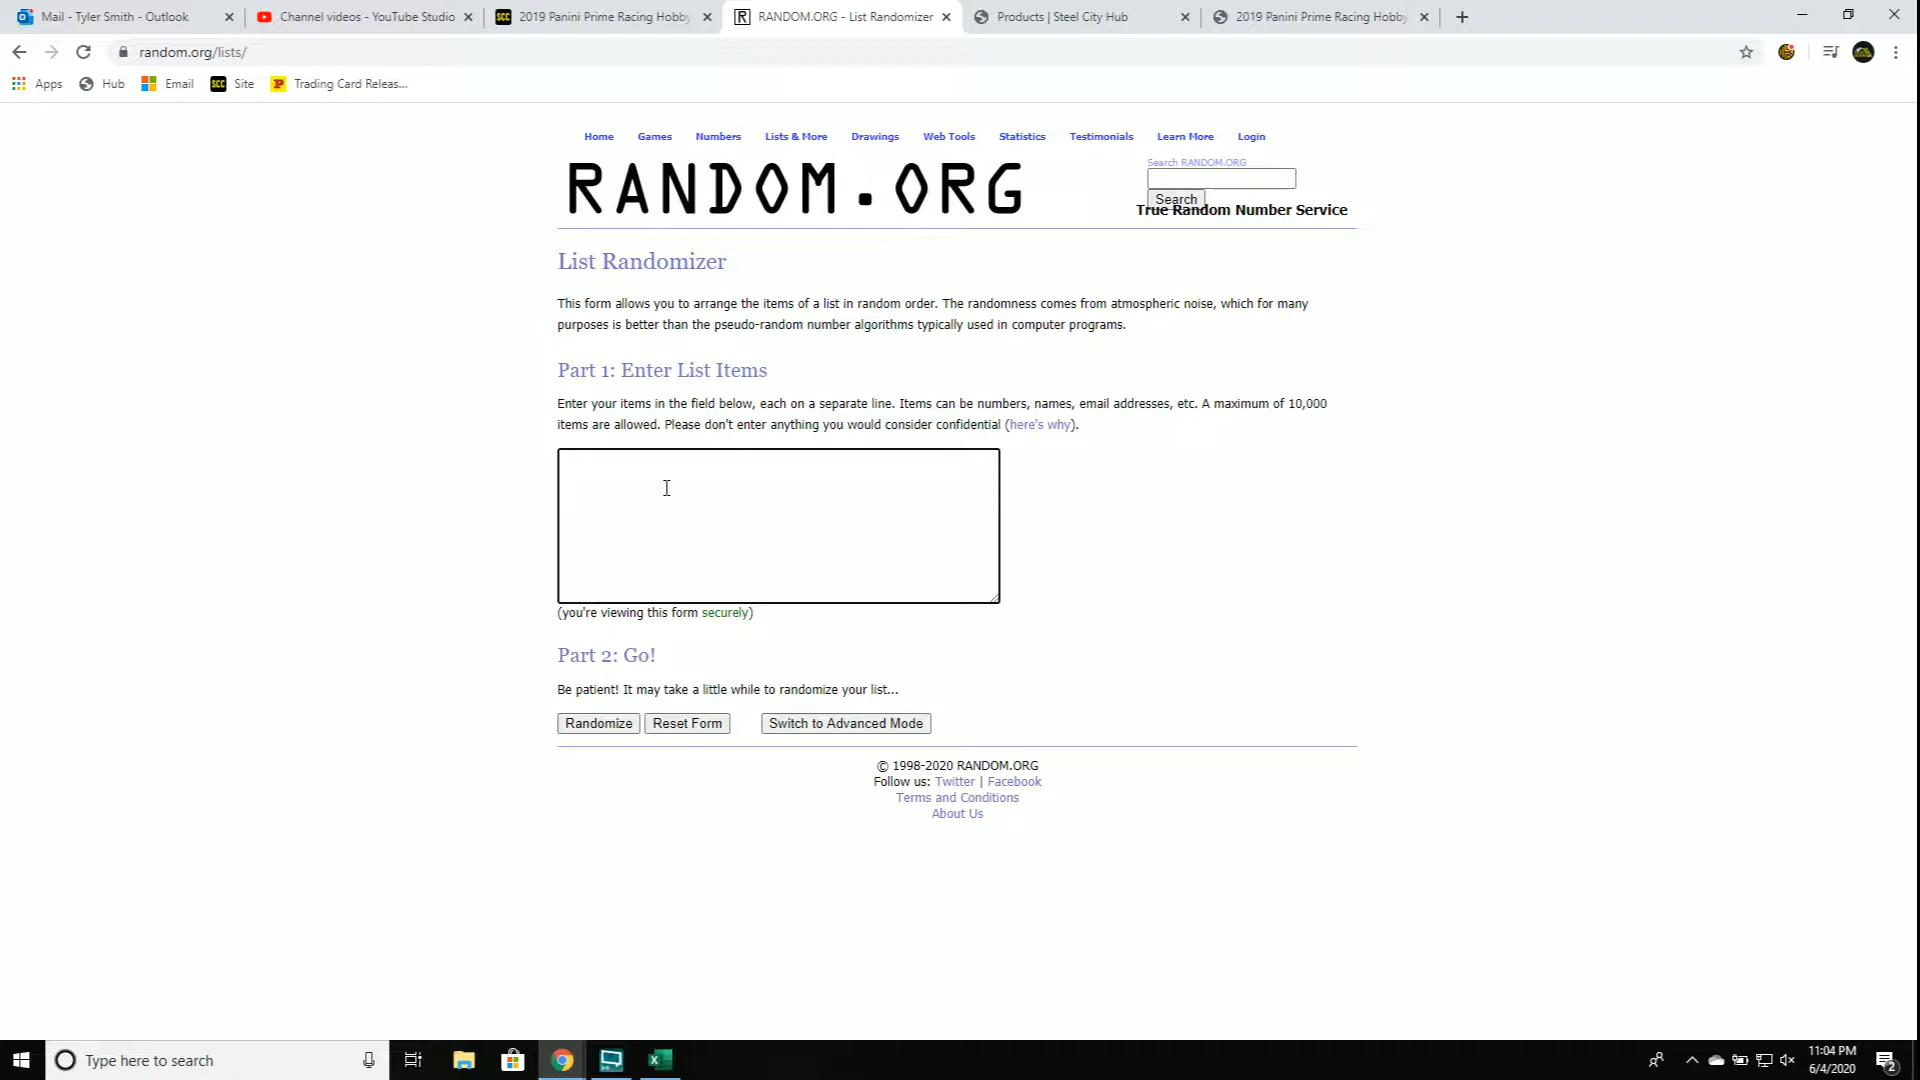 Mail - Tyler Smith - Outlook
Channel videos - YouTube Studio
SCC 2019 Panini Prime Racing Hobby
R RANDOM.ORG - List Randomizer
Products | Steel City Hub
2019 Panini Prime Racing Hobby
random.org/lists/
Apps Hub Email SCC Site P Trading Card Releas...
Home Games Numbers Lists & More Drawings Web Tools Statistics Testimonials Learn More Login
RANDOM.ORG
Search RANDOM.ORG
Search
True Random Number Service
List Randomizer
This form allows you to arrange the items of a list in random order. The randomness comes from atmospheric noise, which for many
purposes is better than the pseudo-random number algorithms typically used in computer programs.
Part 1: Enter List Items
Enter your items in the field below, each on a separate line. Items can be numbers, names, email addresses, etc. A maximum of 10,000
items are allowed. Please don't enter anything you would consider confidential (here's why).
(you're viewing this form securely)
Part 2: Go!
Be patient! It may take a little while to randomize your list...
Randomize Reset Form Switch to Advanced Mode
© 1998-2020 RANDOM.ORG
Follow us: Twitter | Facebook
Terms and Conditions
About Us
Type here to search
11:04 PM
6/4/2020
2